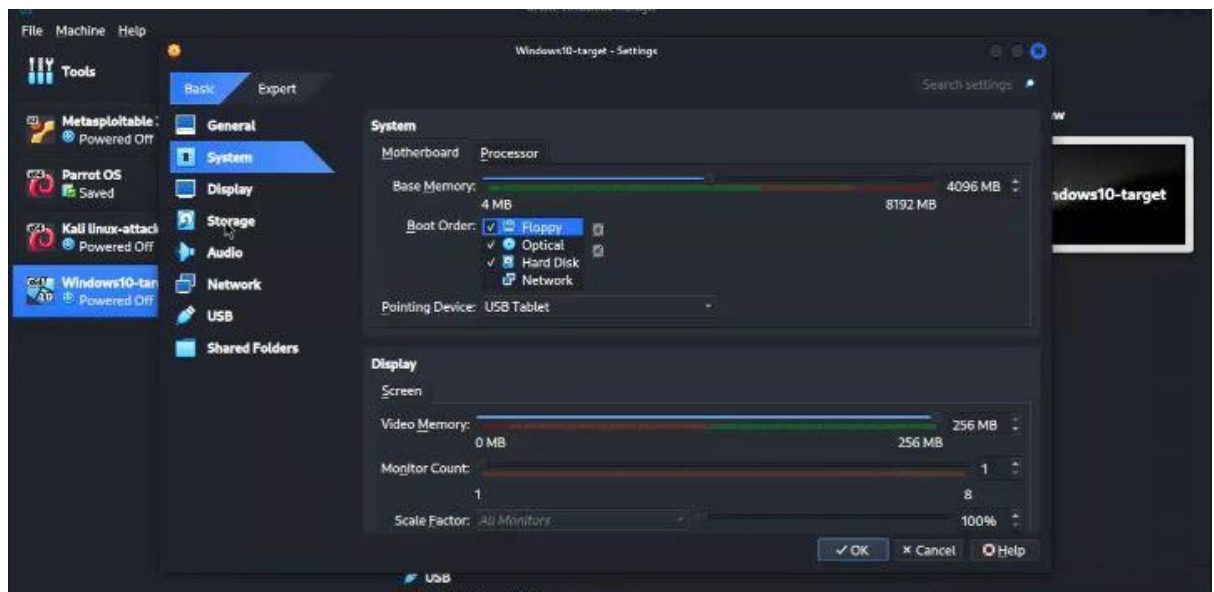 File Machine Help
Windows10-target - Settings
Tools
Basic Expert
Search settings
Metasploitable
Powered Off
Parrot OS
Saved
Kali linux-attack
Powered Off
Windows10-tar
Powered Off
General
System
Display
Storage
Audio
Network
USB
Shared Folders
System
Motherboard Processor
Base Memory: 4096 MB
4 MB 8192 MB
Boot Order: Floppy
Optical
Hard Disk
Network
Pointing Device: USB Tablet
Display
Screen
Video Memory: 256 MB
0 MB 256 MB
Monitor Count: 1
1 8
Scale Factor: All Monitors 100%
OK Cancel Help
ew
ndows10-target
USB